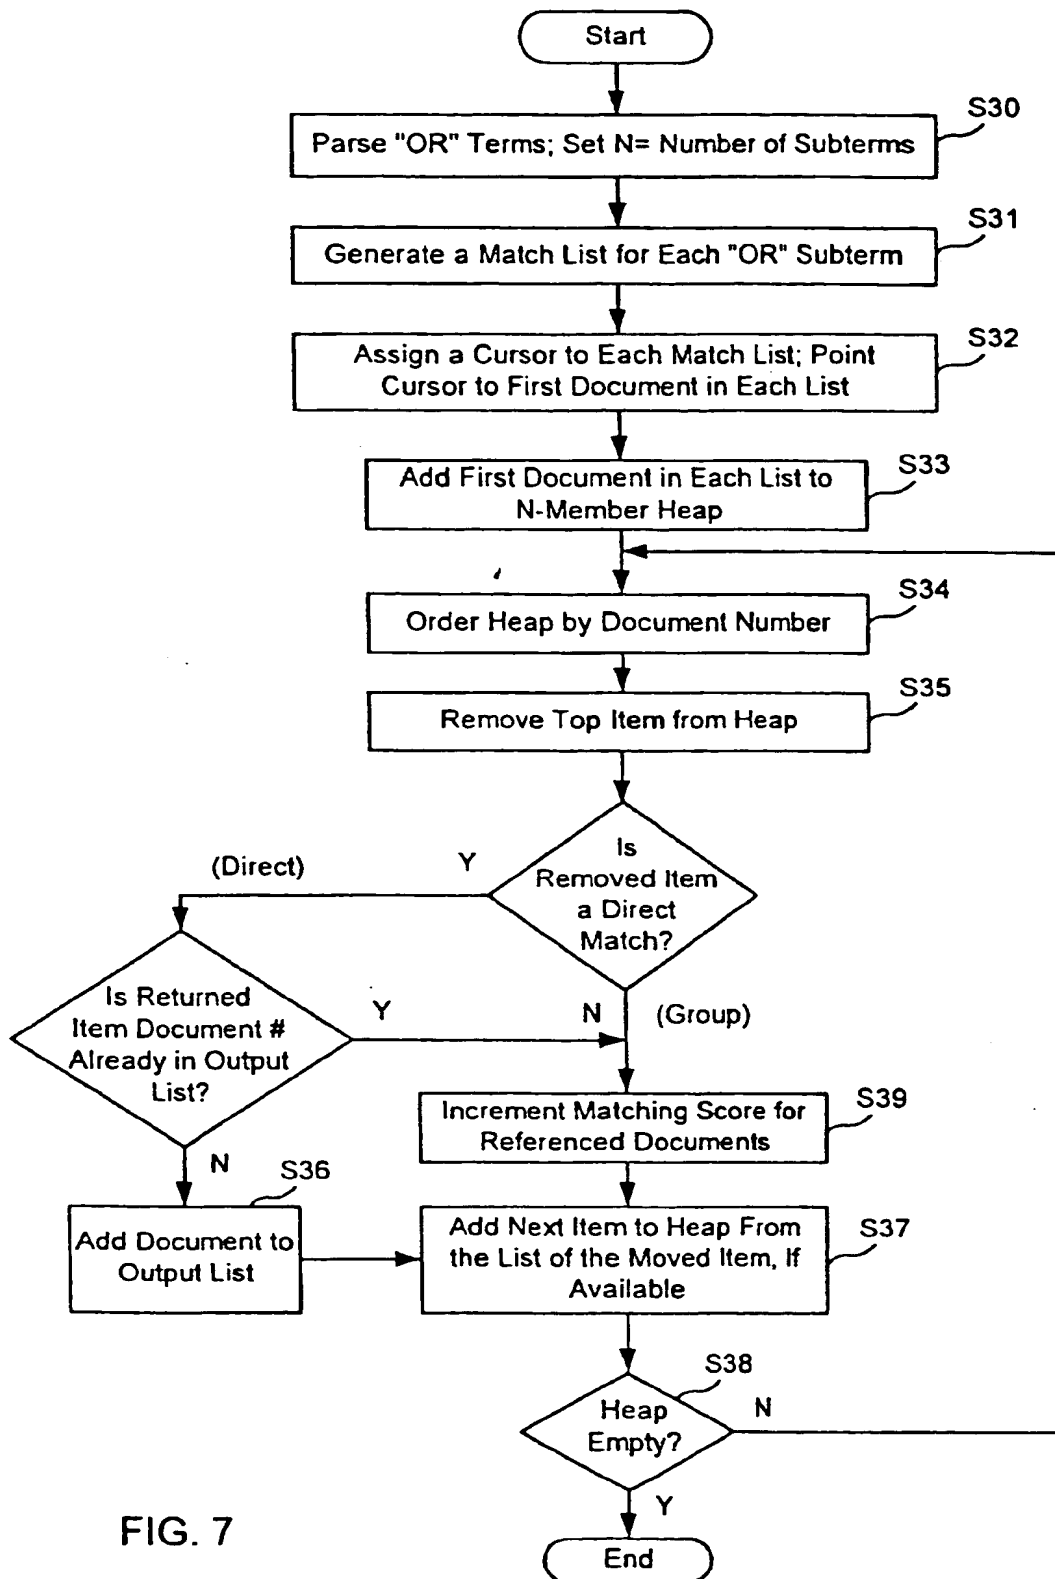 Start
S30
Parse "OR" Terms; Set N= Number of Subterms
S31
Generate a Match List for Each "OR" Subterm
S32
Assign a Cursor to Each Match List; Point
Cursor to First Document in Each List
S33
Add First Document in Each List to
N-Member Heap
S34
Order Heap by Document Number
S35
Remove Top Item from Heap
Is
Removed Item
a Direct
Match?
(Direct)
Y
Is Returned
Item Document #
Already in Output
List?
Y
N
(Group)
S39
Increment Matching Score for
Referenced Documents
N
S36
Add Document to
Output List
S37
Add Next Item to Heap From
the List of the Moved Item, If
Available
S38
Heap
Empty?
N
Y
End
FIG. 7